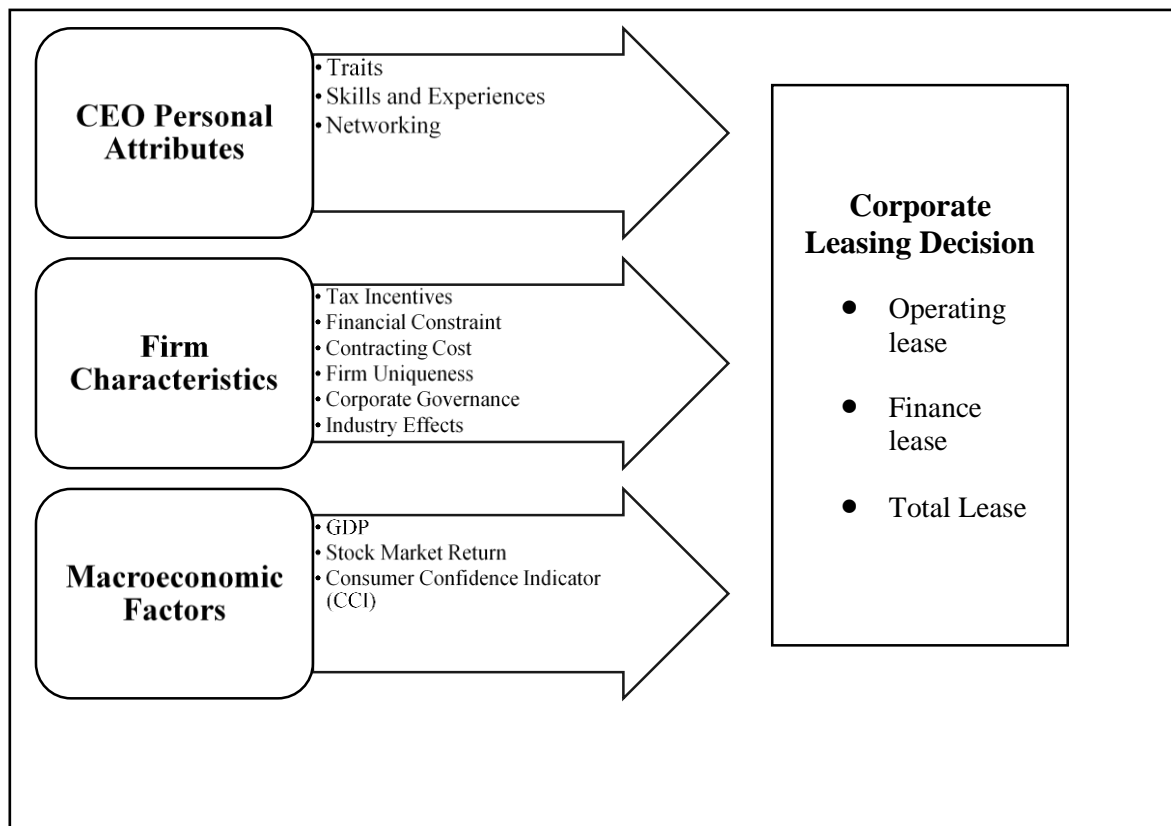 CEO Personal
Attributes
• Traits
• Skills and Experiences
• Networking
Firm
Characteristics
• Tax Incentives
• Financial Constraint
• Contracting Cost
• Firm Uniqueness
• Corporate Governance
• Industry Effects
Macroeconomic
Factors
• GDP
• Stock Market Return
• Consumer Confidence Indicator
(CCI)
Corporate
Leasing Decision
● Operating
lease
● Finance
lease
● Total Lease